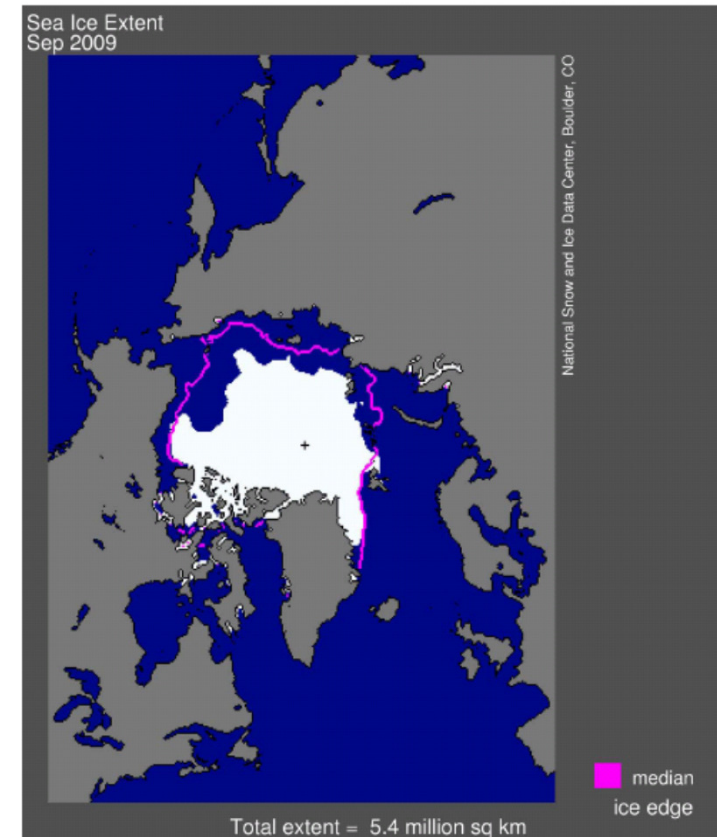 Sea Ice Extent
Sep 2009
National Snow and Ice Data Center, Boulder, CO
median
ice edge
Total extent = 5.4 million sq km